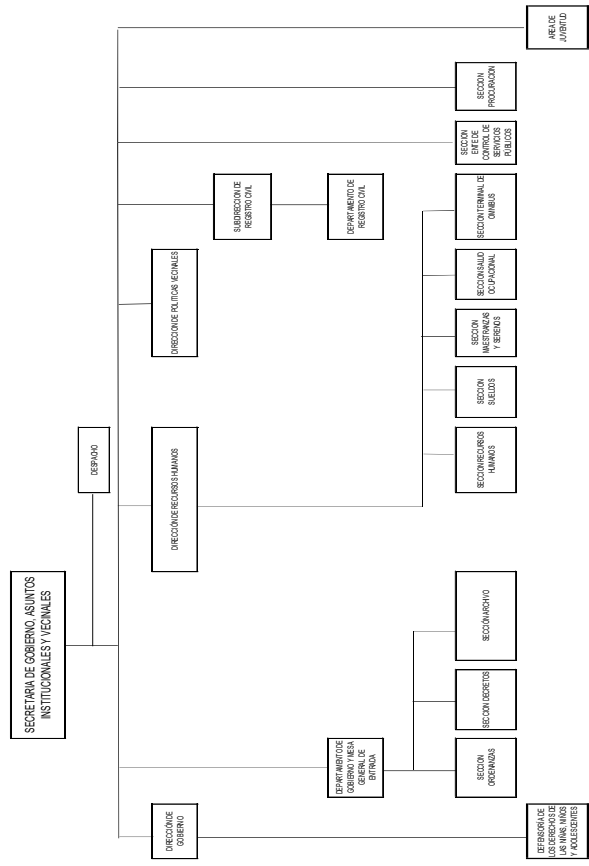 SECRETARIA DE GOBIERNO, ASUNTOS
INSTITUCIONALES Y VECINALES
DESPACHO
DIRECCIÓN DE
GOBIERNO
DIRECCIÓN DE RECURSOS HUMANOS
DIRECCION DE POLITICAS VECINALES
SUBDIRECCION DE
REGISTRO CIVIL
DEPARTAMENTO DE
GOBIERNO Y MESA
GENERAL DE
ENTRADA
DEPARTAMENTO DE
REGISTRO CIVIL
SECCION
ORDENANZAS
SECCION DECRETOS
SECCIÓN ARCHIVO
SECCION RECURSOS
HUMANOS
SECCION
SUELDOS
SECCION
MAESTRANZAS
Y SERENOS
SECCION SALUD
OCUPACIONAL
SECCION TERMINAL DE
OMNIBUS
SECCION
ENTE DE
CONTROL DE
SERVICIOS
PÚBLICOS
SECCION
PROCURACION
DEFENSORÍA DE
LOS DERECHOS DE
LAS NIÑAS, NIÑOS
Y ADOLESCENTES
AREA DE
JUVENTUD